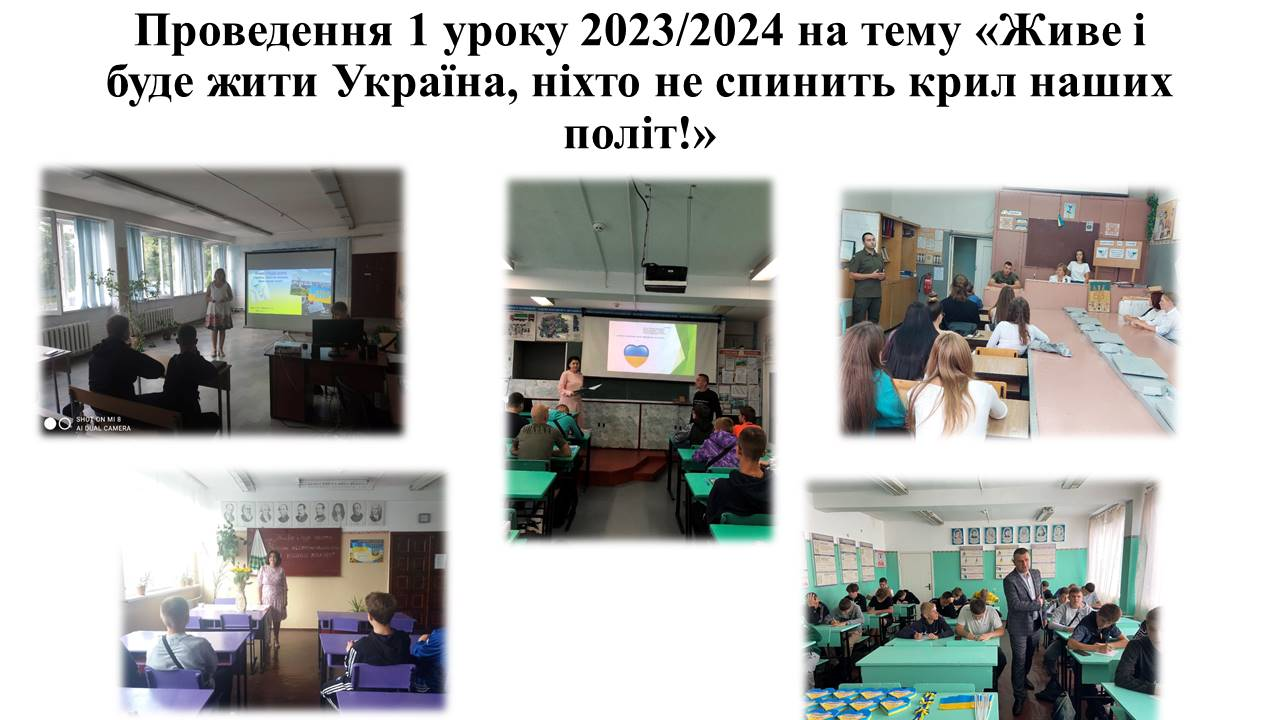 Проведення 1 уроку 2023/2024 на тему «Живе і
буде жити Україна, ніхто не спинить крил наших
політ!»
SHOT ON MI 8
AI DUAL CAMERA